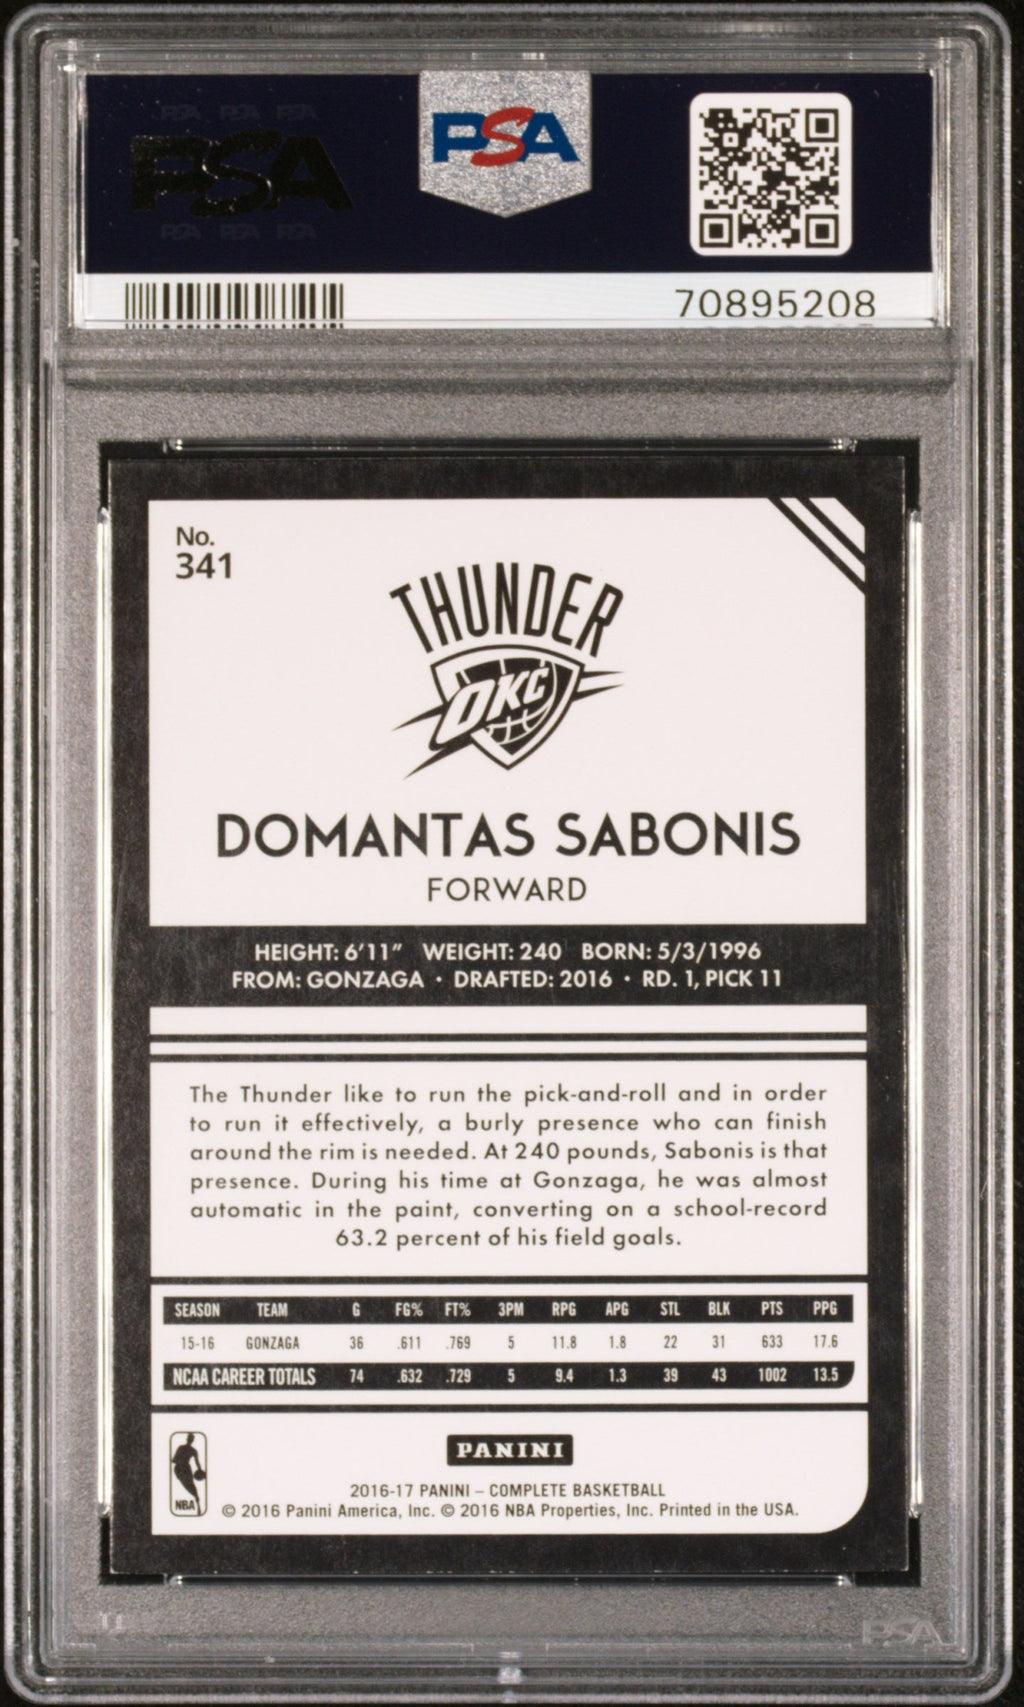 PSA PSA PSA
PSA
PSA PSA PSA
PSA
70895208
No.
341
THUNDER
OKC
DOMANTAS SABONIS
FORWARD
HEIGHT: 6'11" WEIGHT: 240 BORN: 5/3/1996
FROM: GONZAGA • DRAFTED: 2016 • RD. 1, PICK 11
The Thunder like to run the pick-and-roll and in order
to run it effectively, a burly presence who can finish
around the rim is needed. At 240 pounds, Sabonis is that
presence. During his time at Gonzaga, he was almost
automatic in the paint, converting on a school-record
63.2 percent of his field goals.
SEASON TEAM G FG% FT% 3PM RPG APG STL BLK PTS PPG
15-16 GONZAGA 36 .611 .769 5 11.8 1.8 22 31 633 17.6
NCAA CAREER TOTALS 74 .632 .729 5 9.4 1.3 39 43 1002 13.5
PANINI
NBA
2016-17 PANINI – COMPLETE BASKETBALL
© 2016 Panini America, Inc. © 2016 NBA Properties, Inc. Printed in the USA.
PSA